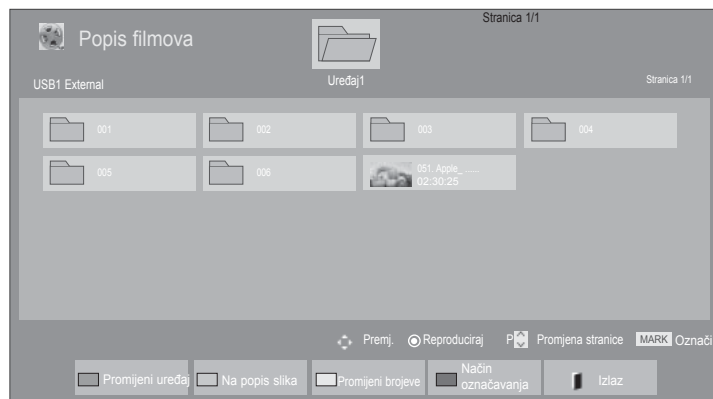 Stranica 1/1
Popis filmova
USB1 External
Uređaj1
Stranica 1/1
001
002
003
004
005
006
051. Apple_ ......
02:30:25
Premj.
Reproduciraj
P
Promjena stranice
MARK Označi
Promijeni uređaj
Na popis slika
Promijeni brojeve
Način
označavanja
Izlaz